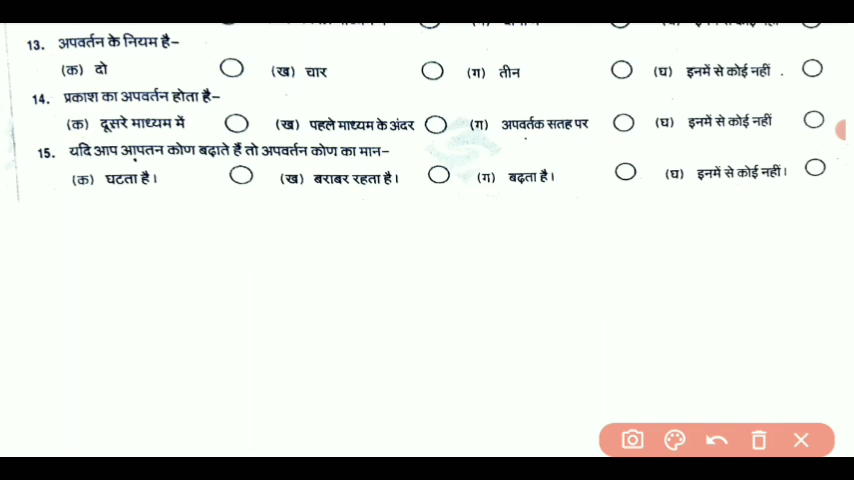 13. अपवर्तन के नियम है–
(क) दो (ख) चार (ग) तीन (घ) इनमें से कोई नहीं .
14. प्रकाश का अपवर्तन होता है–
(क) दूसरे माध्यम में (ख) पहले माध्यम के अंदर (ग) अपवर्तक सतह पर (घ) इनमें से कोई नहीं
15. यदि आप आपतन कोण बढ़ाते हैं तो अपवर्तन कोण का मान–
(क) घटता है। (ख) बराबर रहता है। (ग) बढ़ता है। (घ) इनमें से कोई नहीं।